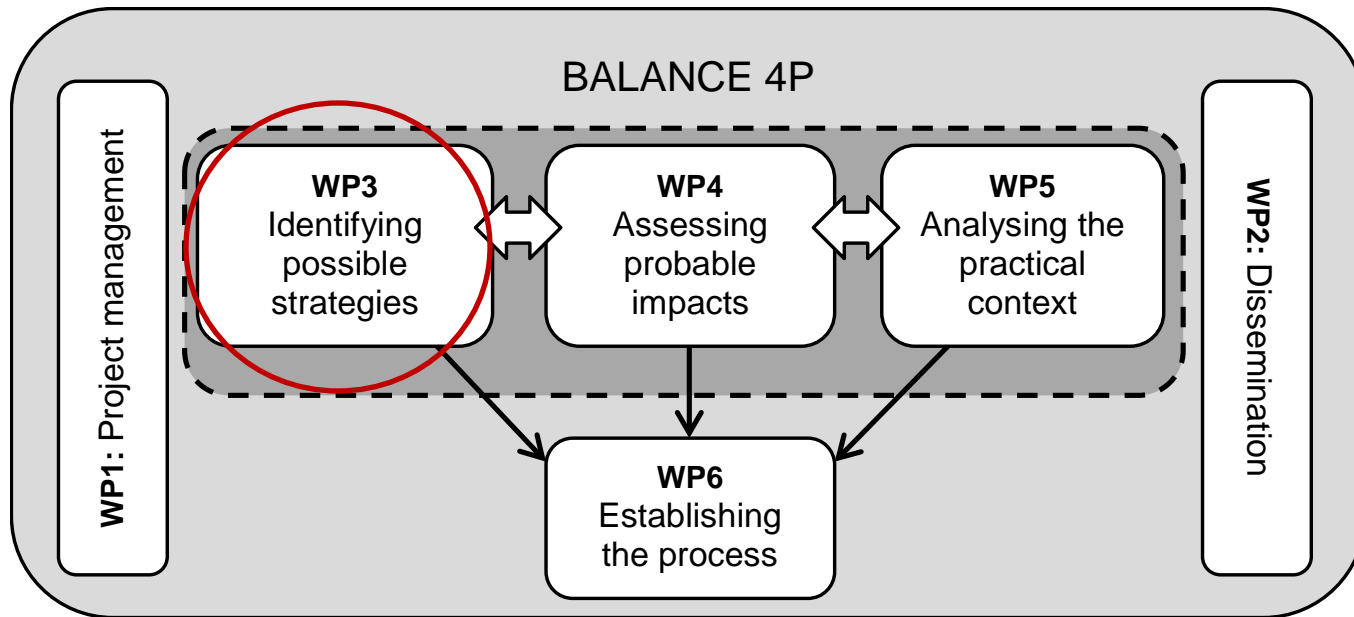 BALANCE 4P
WP1: Project management
WP3
Identifying
possible
strategies
WP4
Assessing
probable
impacts
WP5
Analysing the
practical
context
WP2: Dissemination
WP6
Establishing
the process